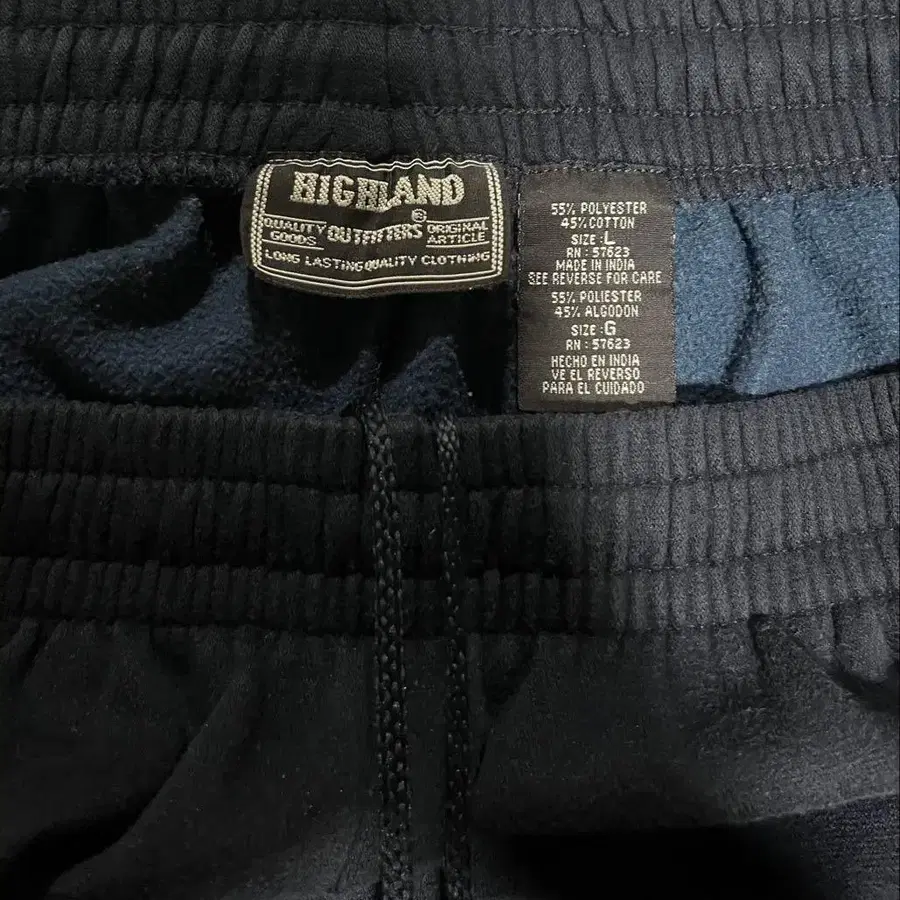 HIGHLAND
®
QUALITY GOODS OUTFITTERS ORIGINAL ARTICLE
LONG LASTING QUALITY CLOTHING
55% POLYESTER
45% COTTON
SIZE : L
RN : 57623
MADE IN INDIA
SEE REVERSE FOR CARE
55% POLIESTER
45% ALGODON
SIZE : G
RN : 57623
HECHO EN INDIA
VE EL REVERSO
PARA EL CUIDADO